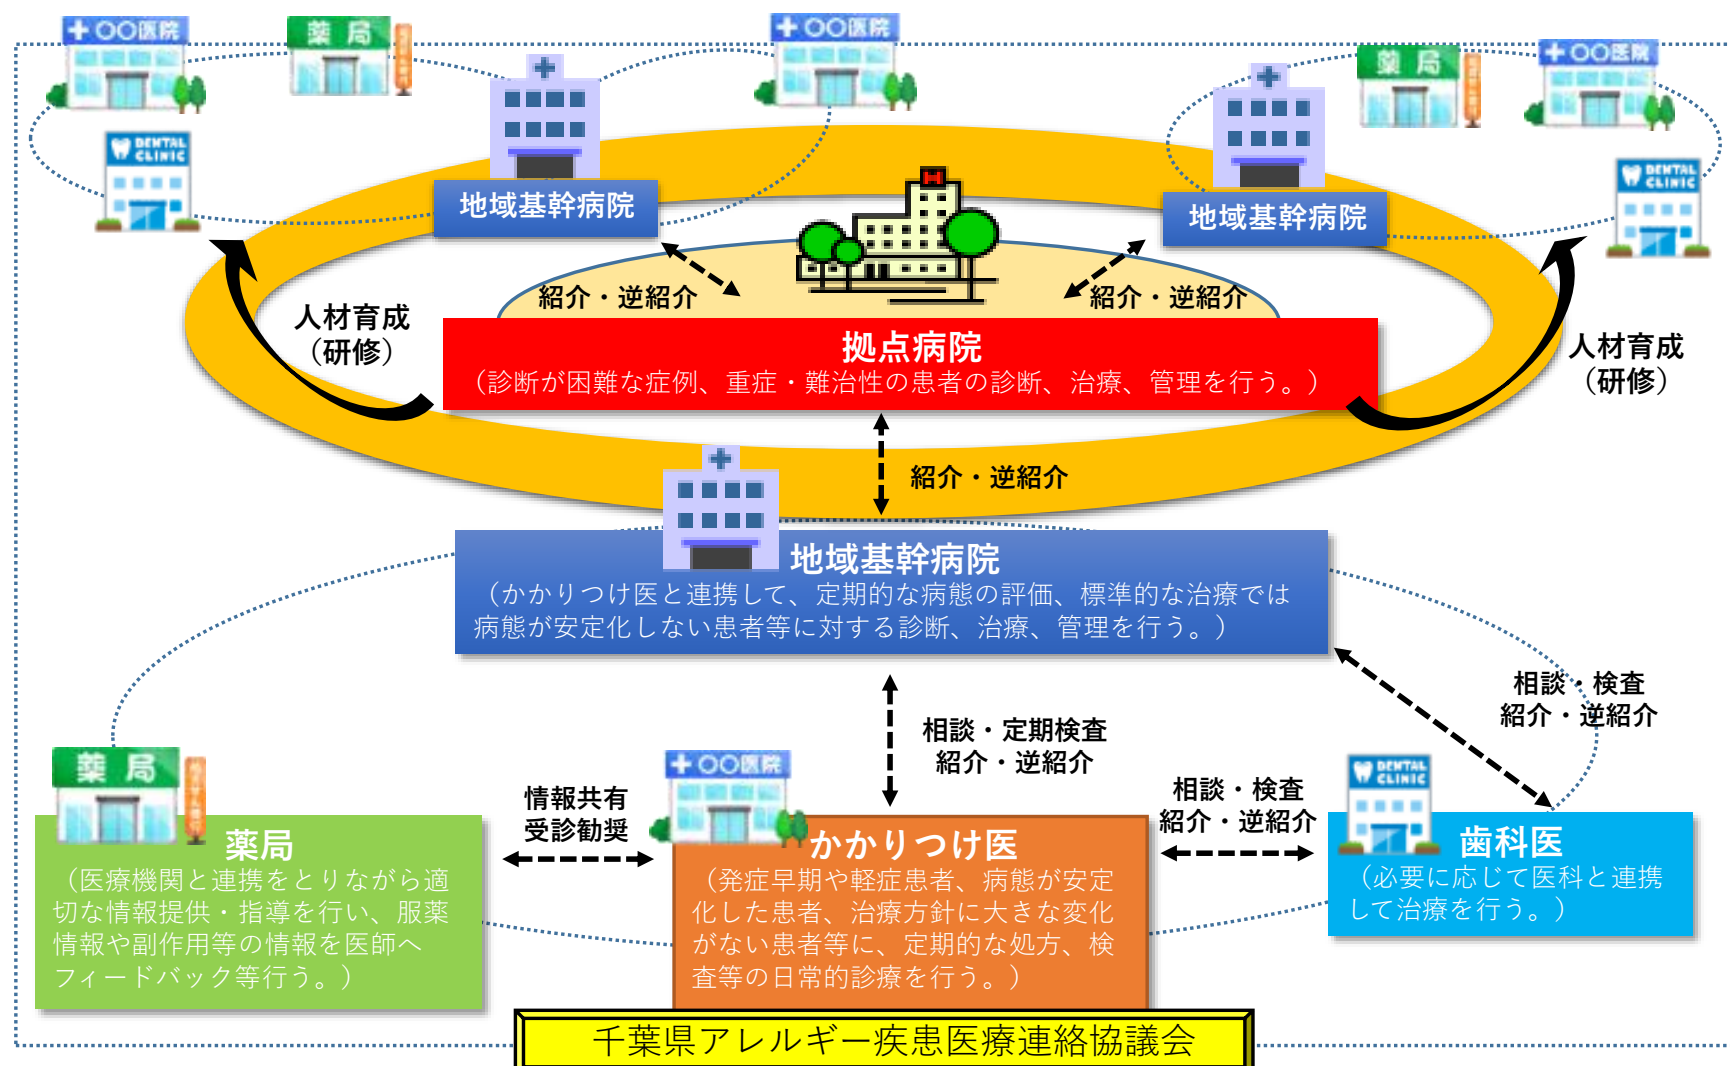 〇〇医院
薬局
〇〇医院
薬局
〇〇医院
DENTAL
CLINIC
DENTAL
CLINIC
地域基幹病院
地域基幹病院
紹介・逆紹介
紹介・逆紹介
人材育成
（研修）
人材育成
（研修）
H
拠点病院
（診断が困難な症例、重症・難治性の患者の診断、治療、管理を行う。）
紹介・逆紹介
地域基幹病院
（かかりつけ医と連携して、定期的な病態の評価、標準的な治療では
病態が安定化しない患者等に対する診断、治療、管理を行う。）
相談・検査
紹介・逆紹介
相談・定期検査
紹介・逆紹介
情報共有
受診勧奨
相談・検査
紹介・逆紹介
薬局
薬局
（医療機関と連携をとりながら適
切な情報提供・指導を行い、服薬
情報や副作用等の情報を医師へ
フィードバック等行う。）
〇〇医院
かかりつけ医
（発症早期や軽症患者、病態が安定
化した患者、治療方針に大きな変化
がない患者等に、定期的な処方、検
査等の日常的診療を行う。）
DENTAL
CLINIC
歯科医
（必要に応じて医科と連携
して治療を行う。）
千葉県アレルギー疾患医療連絡協議会